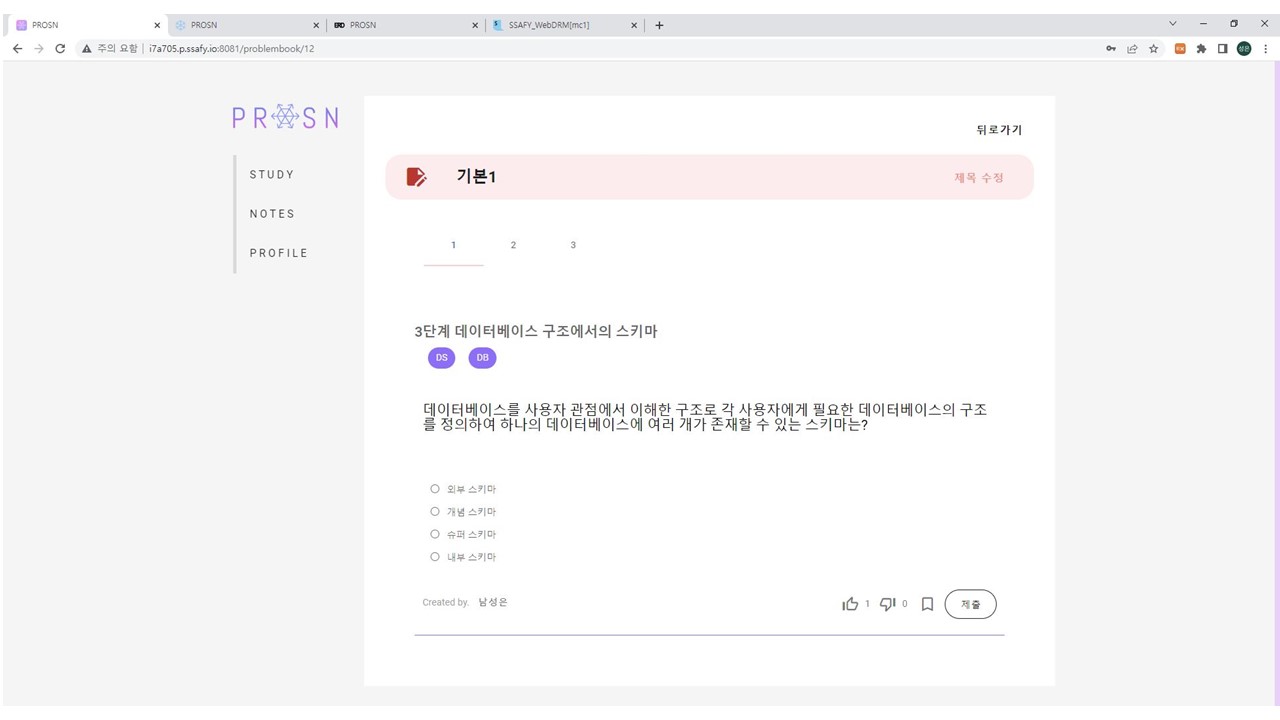 PROSN
PROSN
PROSN
SSAFY_WebDRM[mc1]
주의 요함 | i7a705.p.ssafy.io:8081/problembook/12
PROSN
STUDY
NOTES
PROFILE
뒤로가기
기본1
제목 수정
1 2 3
3단계 데이터베이스 구조에서의 스키마
DS DB
데이터베이스를 사용자 관점에서 이해한 구조로 각 사용자에게 필요한 데이터베이스의 구조
를 정의하여 하나의 데이터베이스에 여러 개가 존재할 수 있는 스키마는?
외부 스키마
개념 스키마
슈퍼 스키마
내부 스키마
Created by. 남성은
1 0 제출